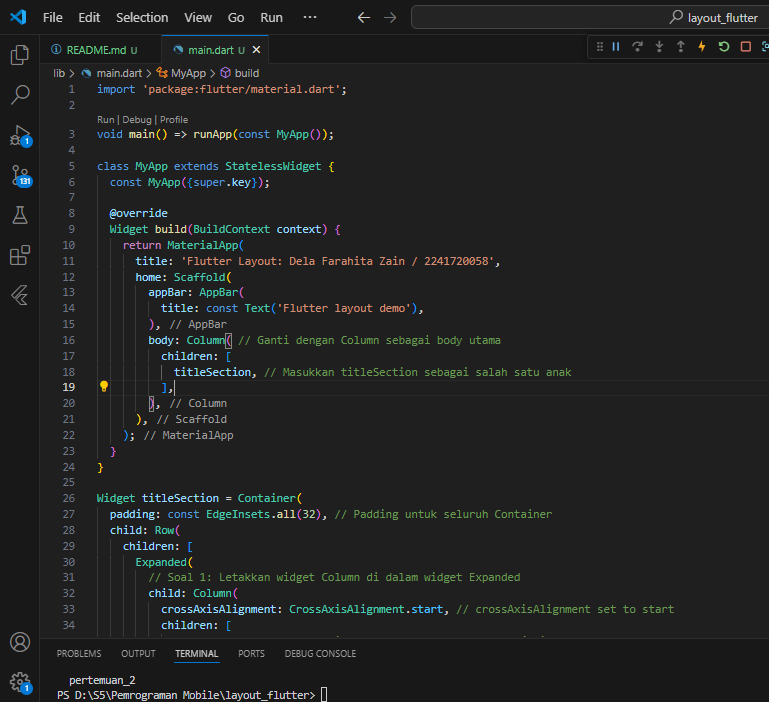 File Edit Selection View Go Run ··· layout_flutter
README.md U main.dart U
lib > main.dart > MyApp > build
1 import 'package:flutter/material.dart';
2
Run | Debug | Profile
3 void main() => runApp(const MyApp());
4
5 class MyApp extends StatelessWidget {
6 const MyApp({super.key});
7
8 @override
9 Widget build(BuildContext context) {
10 return MaterialApp(
11 title: 'Flutter Layout: Dela Farahita Zain / 2241720058',
12 home: Scaffold(
13 appBar: AppBar(
14 title: const Text('Flutter layout demo'),
15 ), // AppBar
16 body: Column( // Ganti dengan Column sebagai body utama
17 children: [
18 titleSection, // Masukkan titleSection sebagai salah satu anak
19 ],
20 ), // Column
21 ), // Scaffold
22 ); // MaterialApp
23 }
24 }
25
26 Widget titleSection = Container(
27 padding: const EdgeInsets.all(32), // Padding untuk seluruh Container
28 child: Row(
29 children: [
30 Expanded(
31 // Soal 1: Letakkan widget Column di dalam widget Expanded
32 child: Column(
33 crossAxisAlignment: CrossAxisAlignment.start, // crossAxisAlignment set to start
34 children: [
1
131
1
PROBLEMS OUTPUT TERMINAL PORTS DEBUG CONSOLE
pertemuan_2
PS D:\S5\Pemrograman Mobile\layout_flutter>